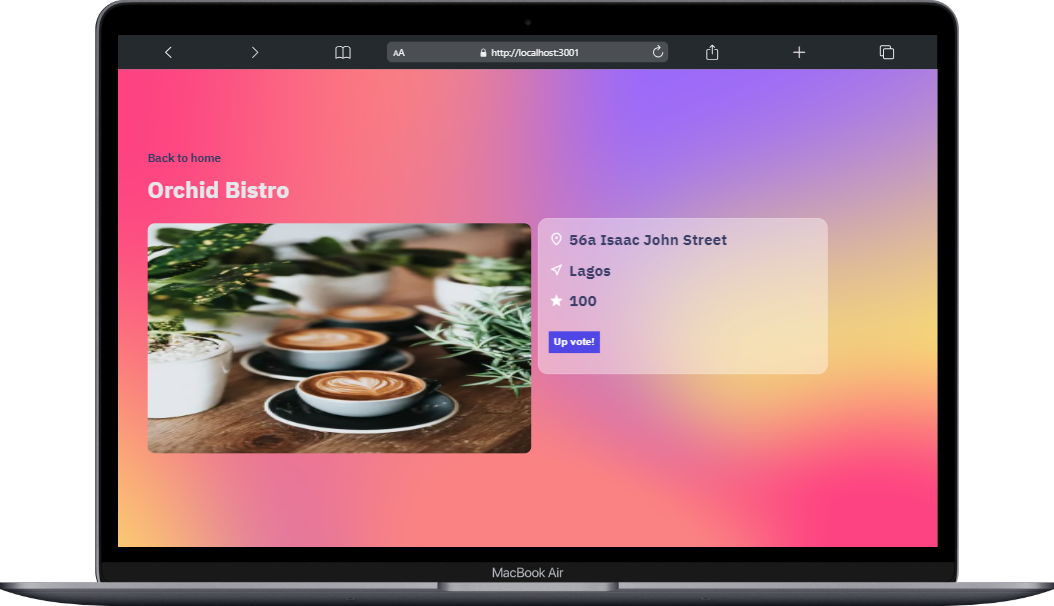 AA
http://localhost:3001
Back to home
Orchid Bistro
56a Isaac John Street
Lagos
100
Up vote!
MacBook Air